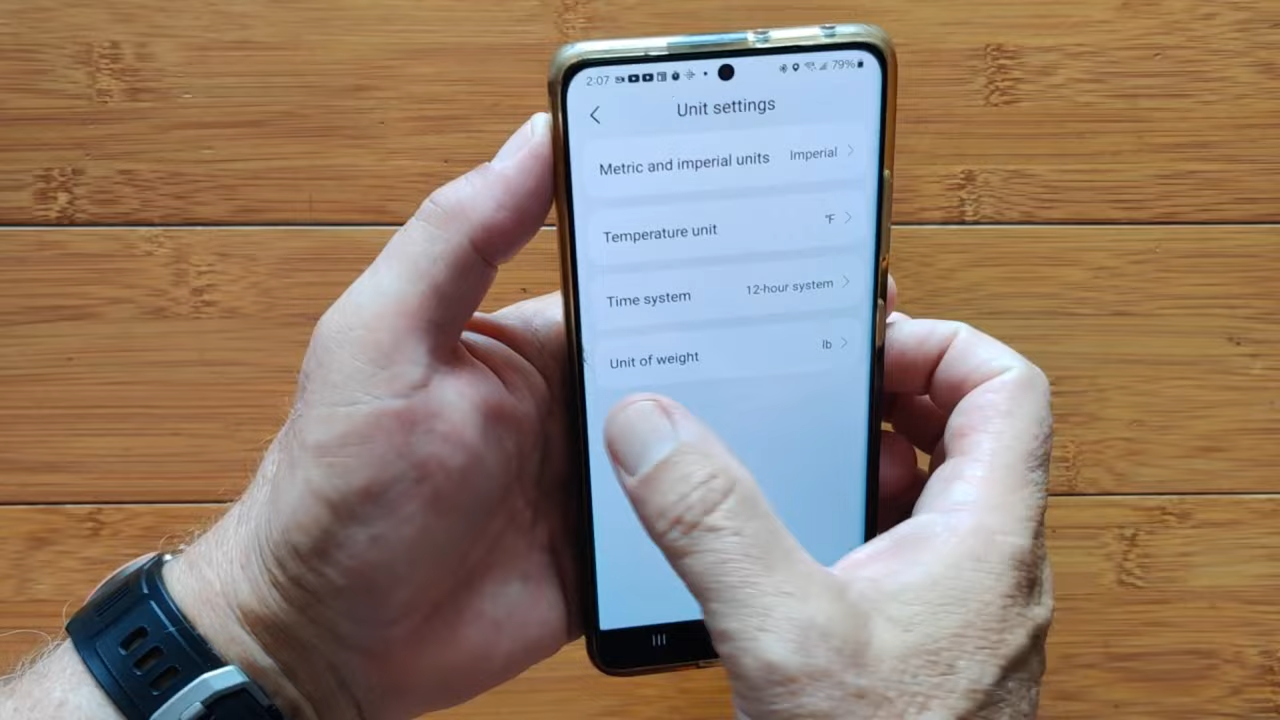 2:07 79%
Unit settings
Metric and imperial units Imperial
Temperature unit °F
Time system 12-hour system
Unit of weight lb